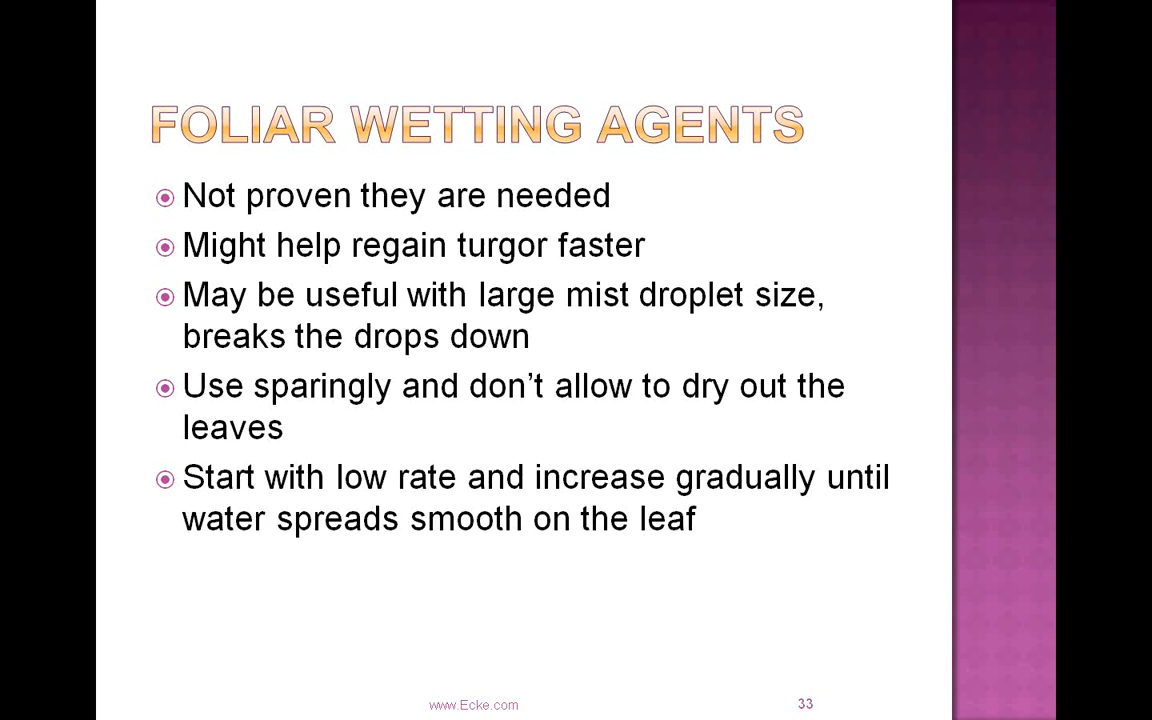 FOLIAR WETTING AGENTS
Not proven they are needed
Might help regain turgor faster
May be useful with large mist droplet size,
breaks the drops down
Use sparingly and don’t allow to dry out the
leaves
Start with low rate and increase gradually until
water spreads smooth on the leaf
www.Ecke.com
33